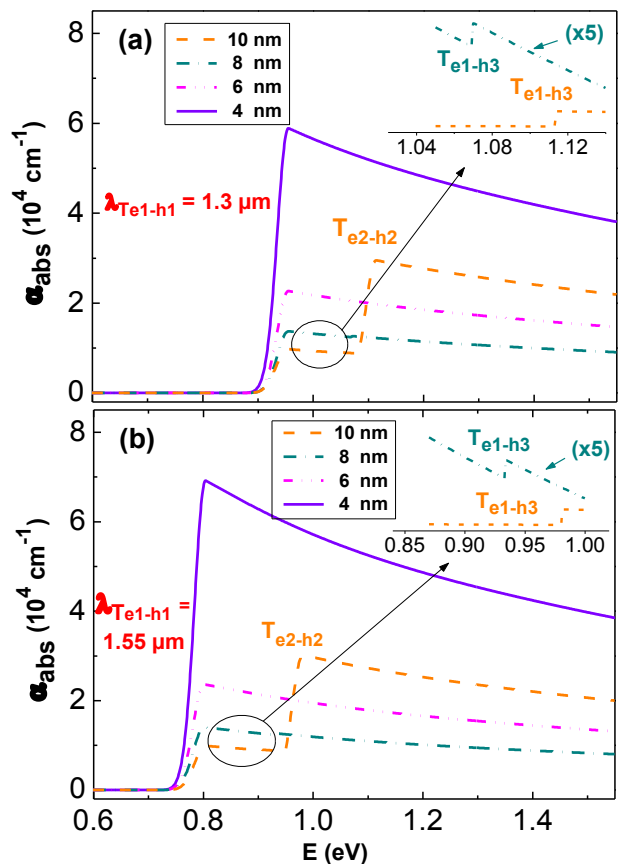 (a)
10 nm
8 nm
6 nm
4 nm
(x5)
Te1-h3
Te1-h3
1.04 1.08 1.12
λTe1-h1 = 1.3 μm
Te2-h2
αabs (10⁴ cm⁻¹)
8
6
4
2
0
(b)
10 nm
8 nm
6 nm
4 nm
Te1-h3
(x5)
Te1-h3
0.85 0.90 0.95 1.00
λTe1-h1 =
1.55 μm
Te2-h2
αabs (10⁴ cm⁻¹)
8
6
4
2
0
0.6 0.8 1.0 1.2 1.4
E (eV)